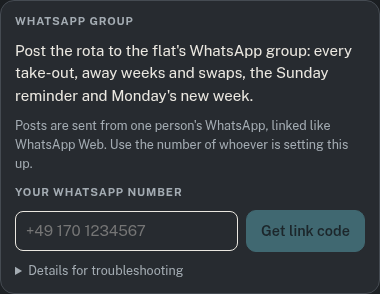 WHATSAPP GROUP
Post the rota to the flat's WhatsApp group: every
take-out, away weeks and swaps, the Sunday
reminder and Monday's new week.
Posts are sent from one person's WhatsApp, linked like
WhatsApp Web. Use the number of whoever is setting this
up.
YOUR WHATSAPP NUMBER
+49 170 1234567
Get link code
Details for troubleshooting